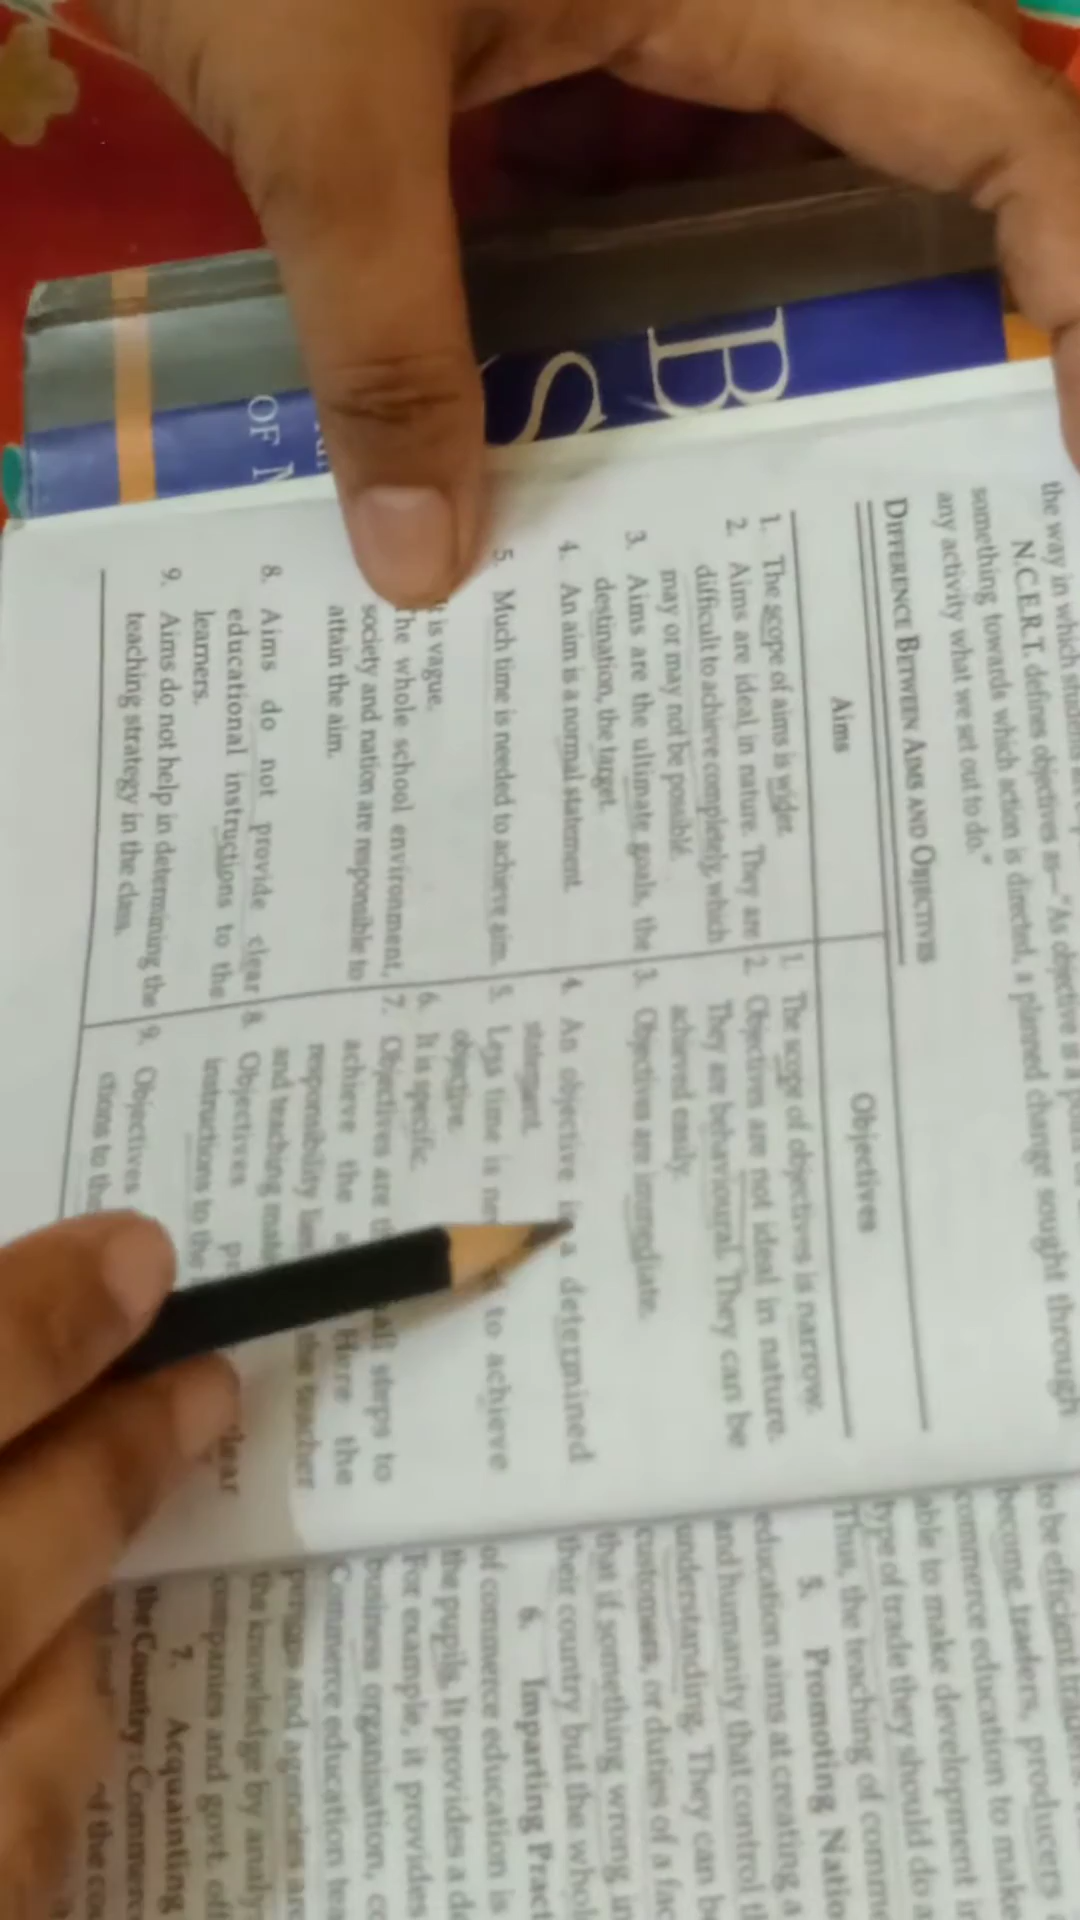 the way in which
N.C.E.R.T. defines objectives as—"As objective is a
something towards which action is directed, a planned change sought through
any activity what we set out to do."
DIFFERENCE BETWEEN AIMS AND OBJECTIVES
Aims
1. The scope of aims is wider.
2. Aims are ideal in nature. They are
difficult to achieve completely, which
may or may not be possible.
3. Aims are the ultimate goals, the
destination, the target.
4. An aim is a normal statement.
5. Much time is needed to achieve aim.
is vague.
The whole school environment,
society and nation are responsible to
attain the aim.
8. Aims do not provide clear
educational instructions to the
learners.
9. Aims do not help in determining the
teaching strategy in the class.
Objectives
1. The scope of objectives is narrow.
2. Objectives are not ideal in nature.
They are behavioural. They can be
achieved easily.
3. Objectives are immediate.
4. An objective is a determined
statement.
5. Less time is to achieve
objective.
6. It is specific.
7. Objectives are steps to
achieve the Here the
responsibility the teacher
and teaching
8. Objectives clear
instructions to the
9. Objectives
to the
to be efficient
become traders, producers
commerce education to make
able to make development
type of trade they should do
Thus, the teaching of
5. Promoting
education aims at creating a
and humanity that control
understanding. They can
customers, or duties of a
that if something wrong in
their country but the
6. Imparting
of commerce education is
the pupils. It provides a
For example, it provides
business organisation,
Commerce education
and agencies
the knowledge by
companies and govt.
7. Acquainting
the Country :
of the
B
S
OF